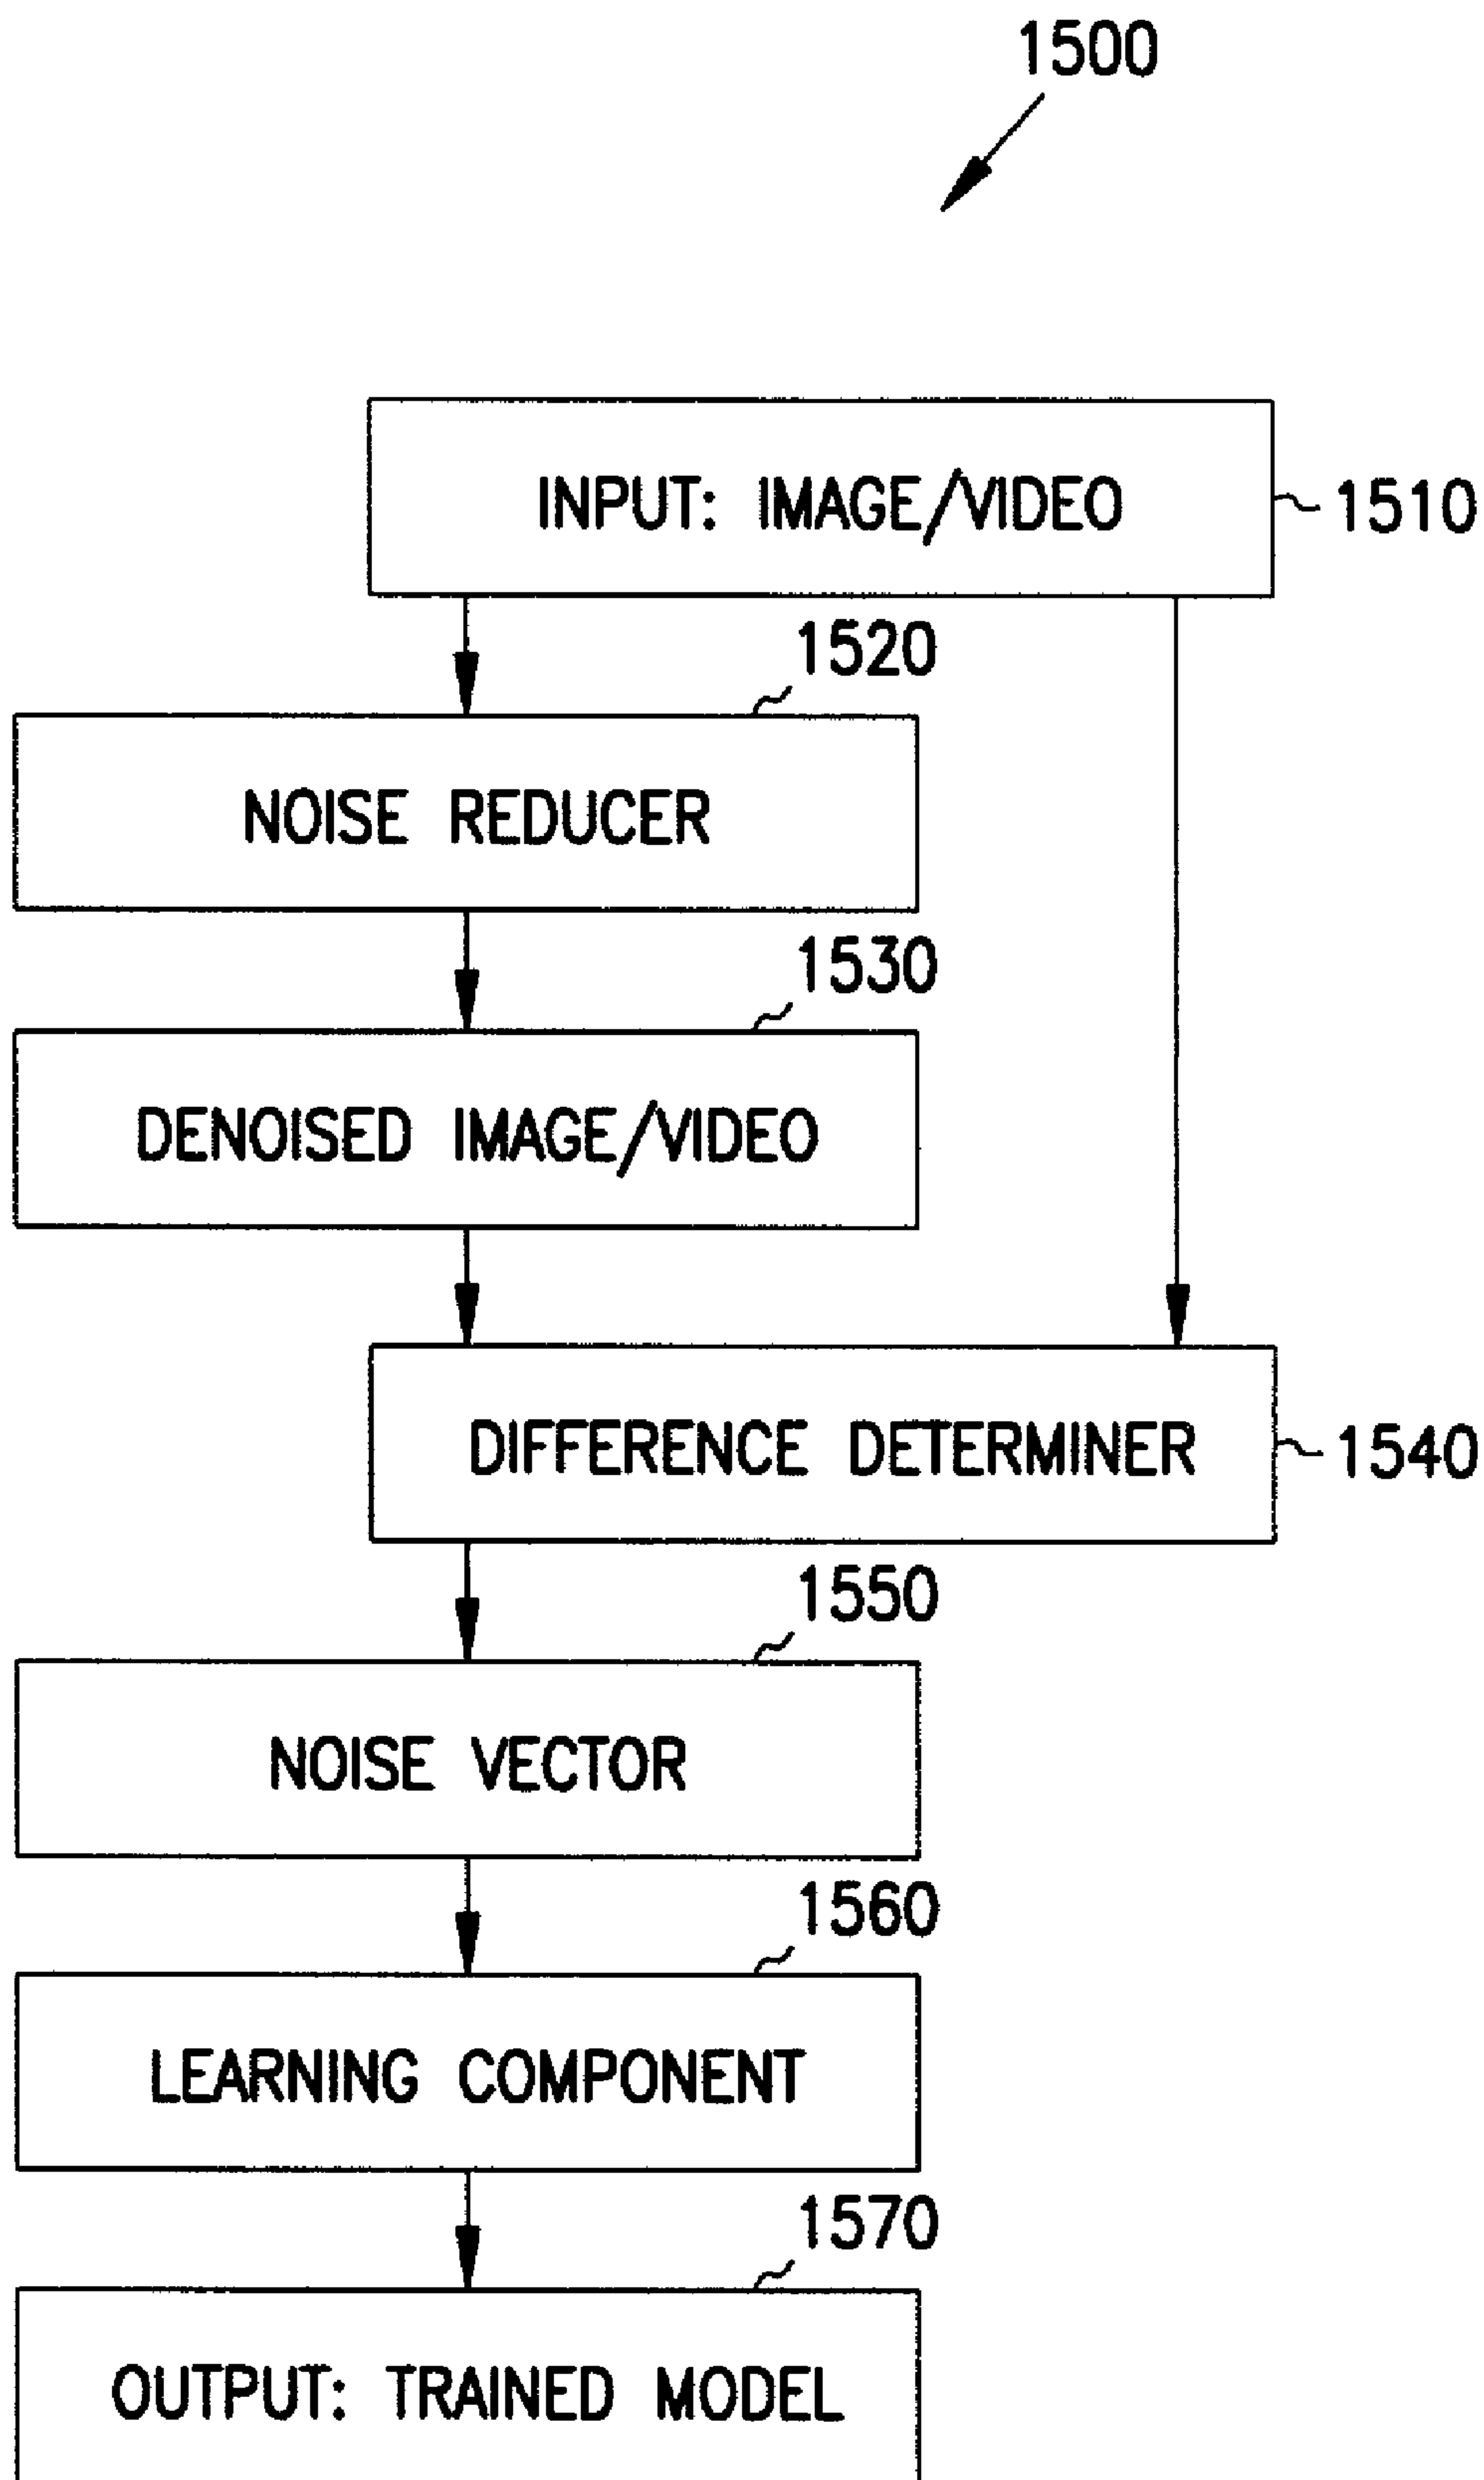 1500
INPUT: IMAGE/VIDEO
1510
1520
NOISE REDUCER
1530
DENOISED IMAGE/VIDEO
DIFFERENCE DETERMINER
1540
1550
NOISE VECTOR
1560
LEARNING COMPONENT
1570
OUTPUT: TRAINED MODEL